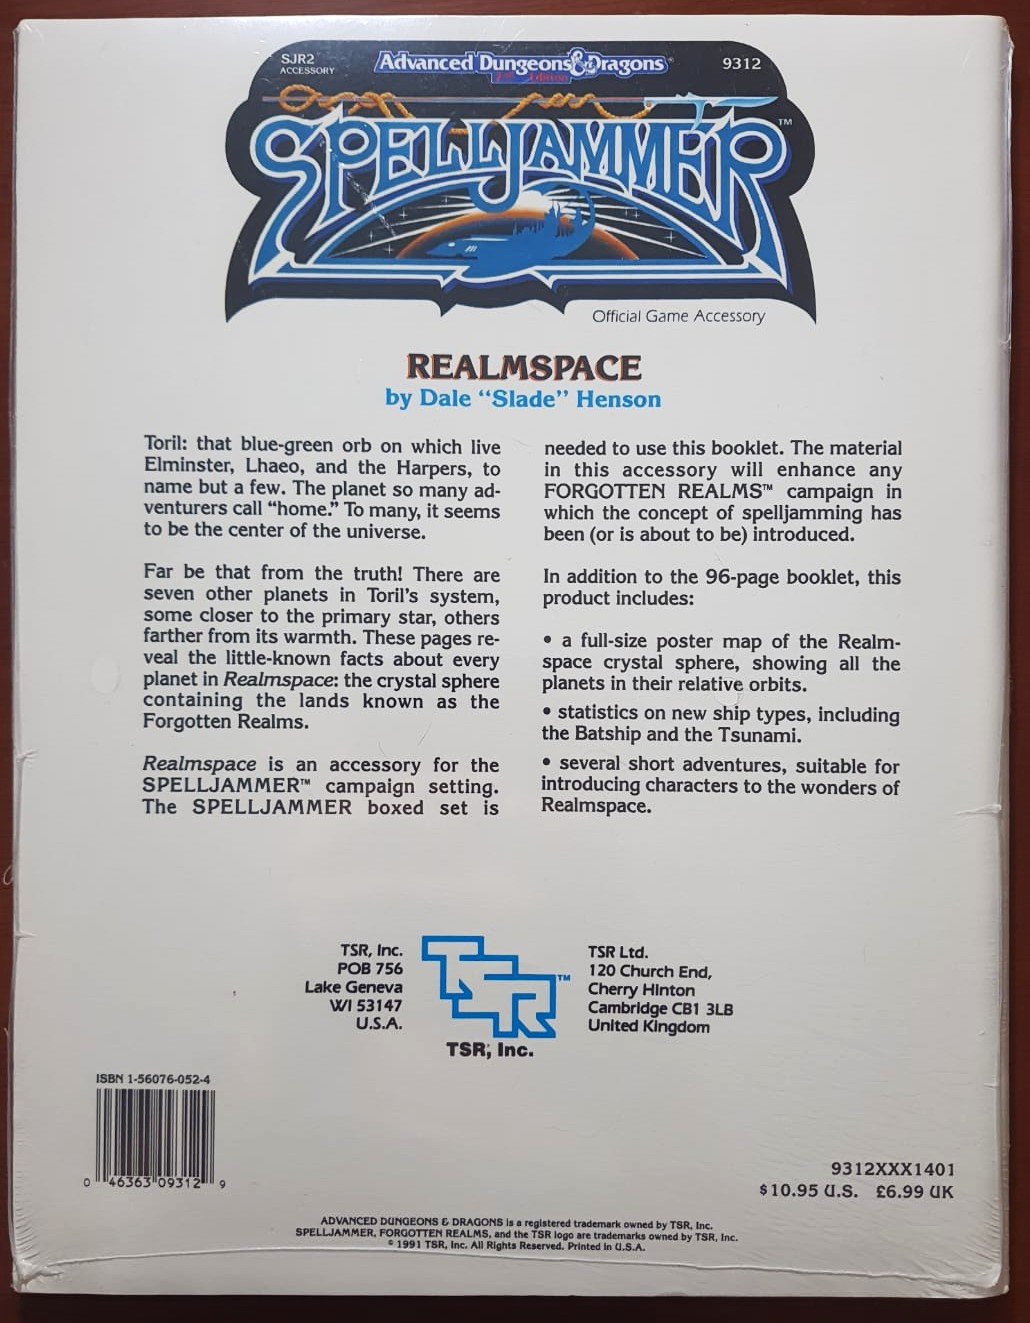 SJR2
ACCESSORY
Advanced Dungeons & Dragons®
2nd Edition
9312
SPELLJAMMER™
Official Game Accessory
REALMSPACE
by Dale “Slade” Henson
Toril: that blue-green orb on which live
Elminster, Lhaeo, and the Harpers, to
name but a few. The planet so many ad-
venturers call “home.” To many, it seems
to be the center of the universe.
Far be that from the truth! There are
seven other planets in Toril’s system,
some closer to the primary star, others
farther from its warmth. These pages re-
veal the little-known facts about every
planet in Realmspace: the crystal sphere
containing the lands known as the
Forgotten Realms.
Realmspace is an accessory for the
SPELLJAMMER™ campaign setting.
The SPELLJAMMER boxed set is
needed to use this booklet. The material
in this accessory will enhance any
FORGOTTEN REALMS™ campaign in
which the concept of spelljamming has
been (or is about to be) introduced.
In addition to the 96-page booklet, this
product includes:
• a full-size poster map of the Realm-
space crystal sphere, showing all the
planets in their relative orbits.
• statistics on new ship types, including
the Batship and the Tsunami.
• several short adventures, suitable for
introducing characters to the wonders of
Realmspace.
TSR, Inc.
POB 756
Lake Geneva
WI 53147
U.S.A.
TSR™
TSR, Inc.
TSR Ltd.
120 Church End,
Cherry Hinton
Cambridge CB1 3LB
United Kingdom
ISBN 1-56076-052-4
0 46363 09312 9
9312XXX1401
$10.95 U.S. £6.99 UK
ADVANCED DUNGEONS & DRAGONS is a registered trademark owned by TSR, Inc.
SPELLJAMMER, FORGOTTEN REALMS, and the TSR logo are trademarks owned by TSR, Inc.
© 1991 TSR, Inc. All Rights Reserved. Printed in U.S.A.